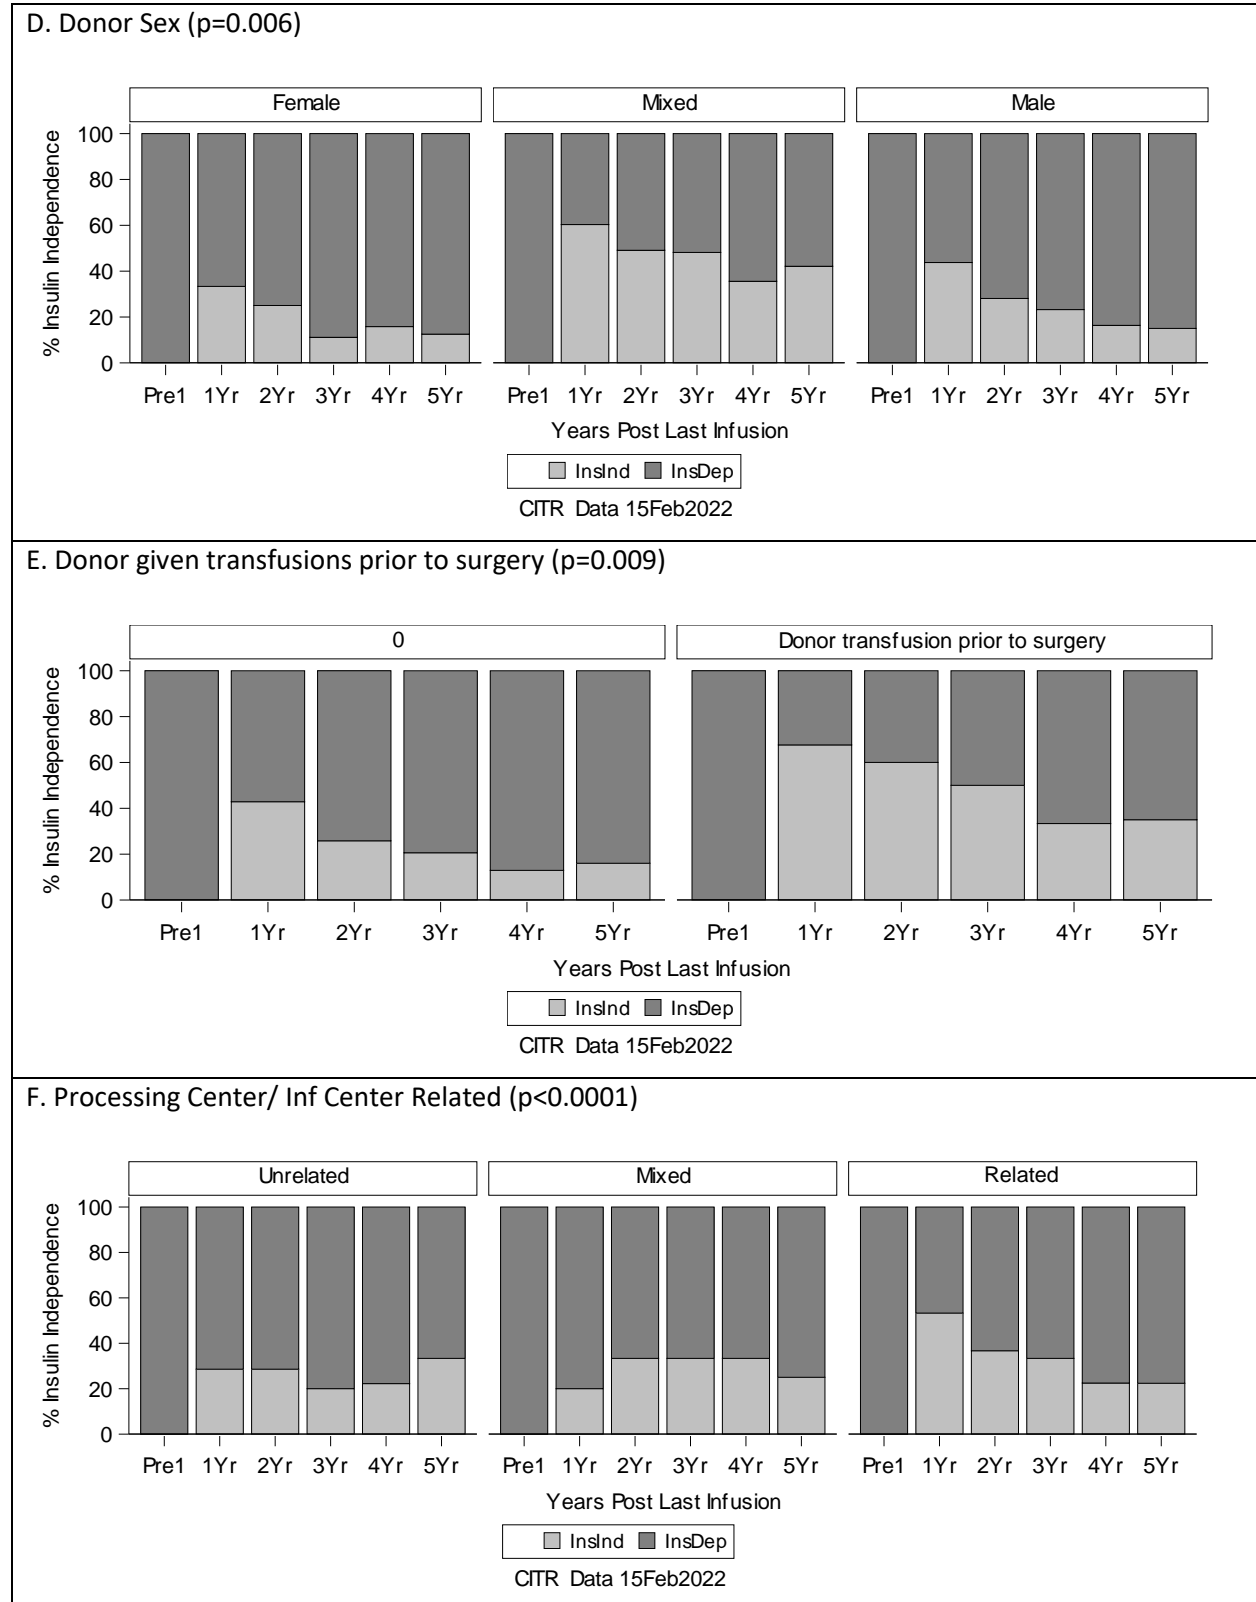 D. Donor Sex (p=0.006)
Female Mixed Male
% Insulin Independence
100
80
60
40
20
0
Pre1 1Yr 2Yr 3Yr 4Yr 5Yr Pre1 1Yr 2Yr 3Yr 4Yr 5Yr Pre1 1Yr 2Yr 3Yr 4Yr 5Yr
Years Post Last Infusion
InsInd InsDep
CITR Data 15Feb2022
E. Donor given transfusions prior to surgery (p=0.009)
0 Donor transfusion prior to surgery
% Insulin Independence
100
80
60
40
20
0
Pre1 1Yr 2Yr 3Yr 4Yr 5Yr Pre1 1Yr 2Yr 3Yr 4Yr 5Yr
Years Post Last Infusion
InsInd InsDep
CITR Data 15Feb2022
F. Processing Center/ Inf Center Related (p<0.0001)
Unrelated Mixed Related
% Insulin Independence
100
80
60
40
20
0
Pre1 1Yr 2Yr 3Yr 4Yr 5Yr Pre1 1Yr 2Yr 3Yr 4Yr 5Yr Pre1 1Yr 2Yr 3Yr 4Yr 5Yr
Years Post Last Infusion
InsInd InsDep
CITR Data 15Feb2022